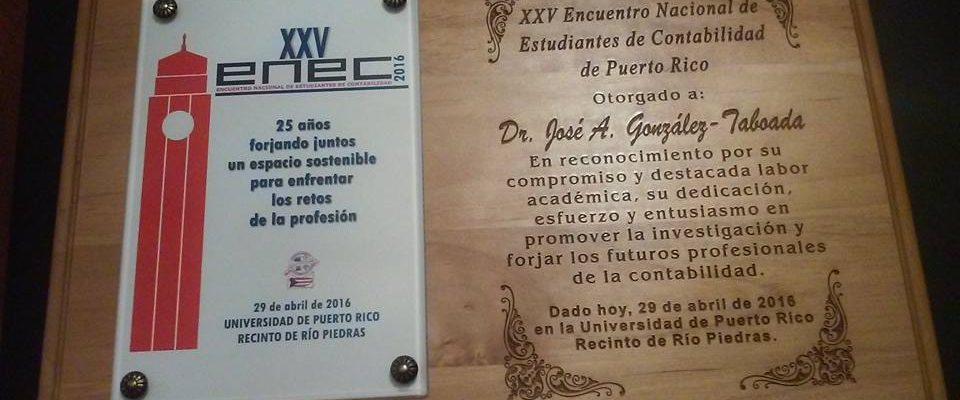 XXV
enec
2016
ENCUENTRO NACIONAL DE ESTUDIANTES DE CONTABILIDAD
25 años
forjando juntos
un espacio sostenible
para enfrentar
los retos
de la profesión
29 de abril de 2016
UNIVERSIDAD DE PUERTO RICO
RECINTO DE RÍO PIEDRAS
XXV Encuentro Nacional de
Estudiantes de Contabilidad
de Puerto Rico
Otorgado a:
Dr. José A. González-Taboada
En reconocimiento por su
compromiso y destacada labor
académica, su dedicación,
esfuerzo y entusiasmo en
promover la investigación y
forjar los futuros profesionales
de la contabilidad.
Dado hoy, 29 de abril de 2016
en la Universidad de Puerto Rico
Recinto de Río Piedras.